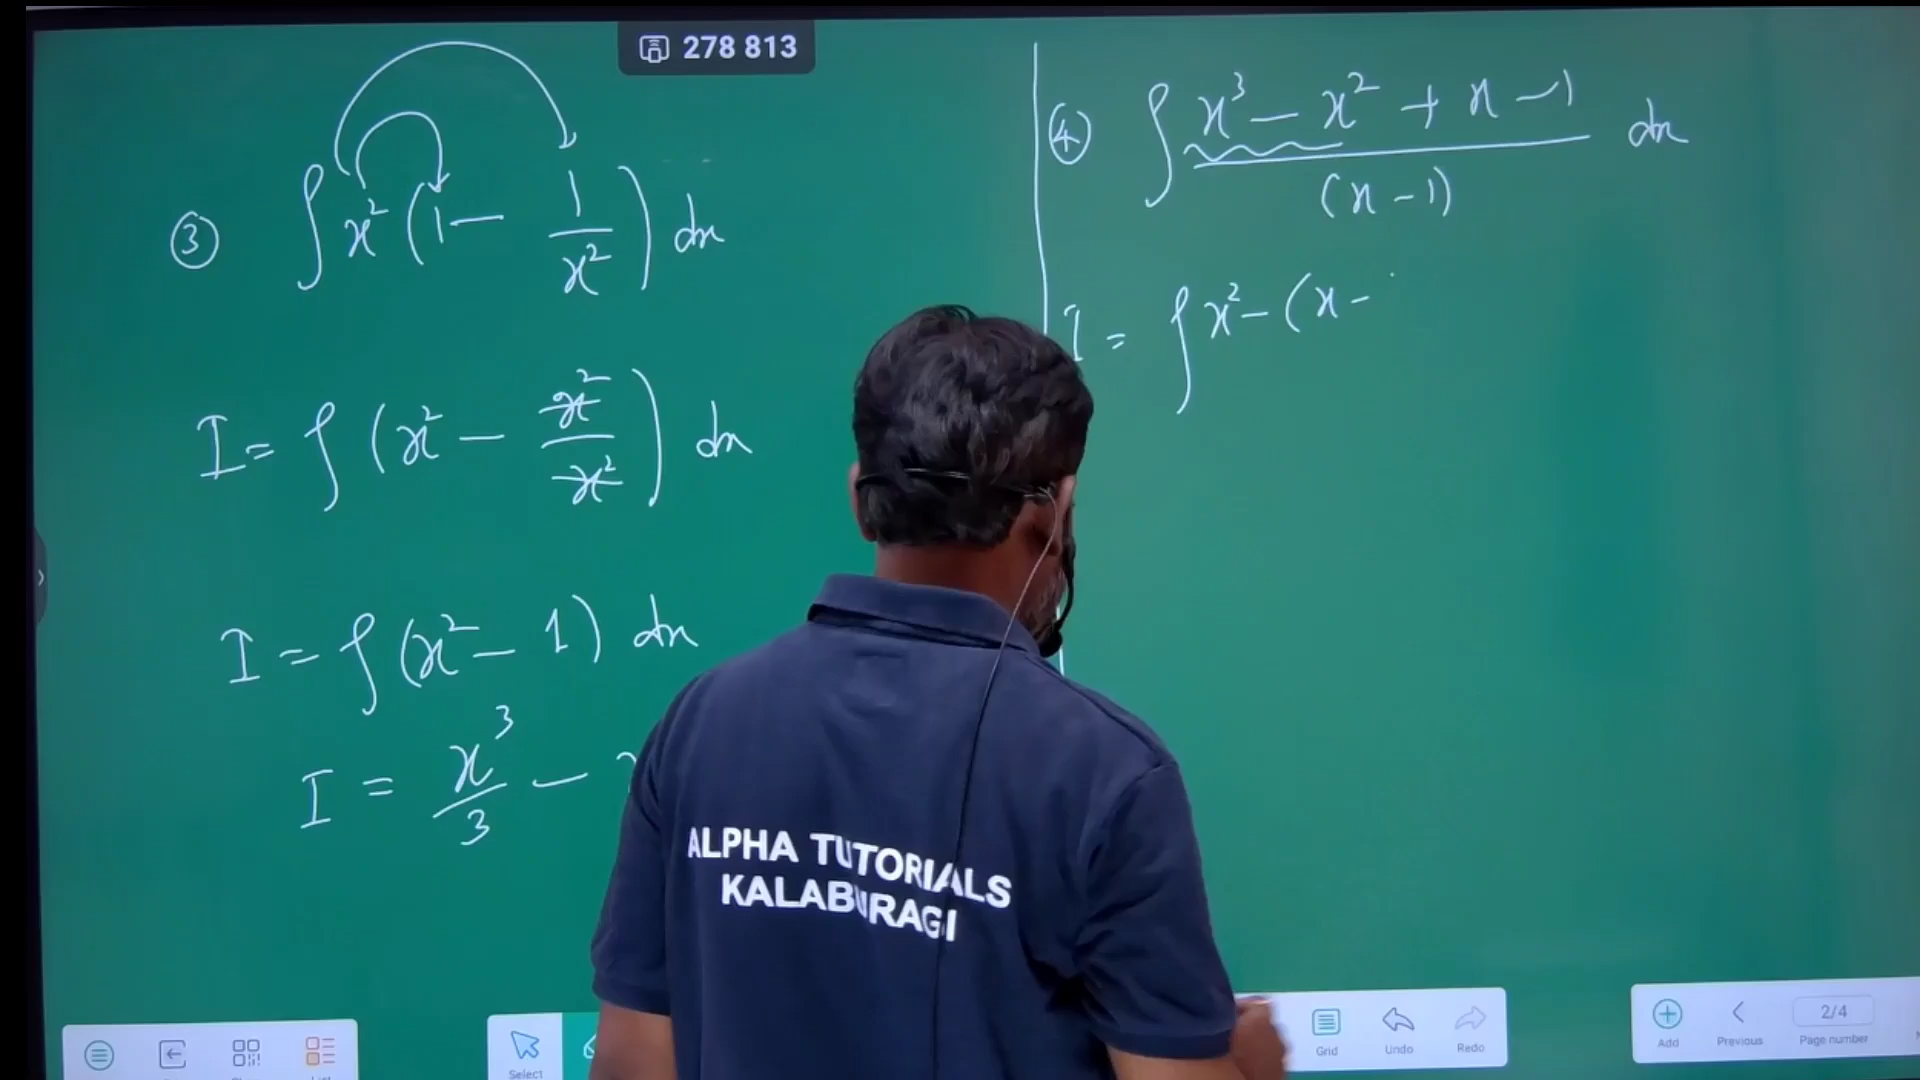 278 813
③ ∫ x² (1 − 1/x²) dx
I = ∫ (x² − x²/x²) dx
I = ∫ (x² − 1) dx
I = x³/3 −
④ ∫ x³ − x² + x − 1 / (x − 1) dx
I = ∫ x² − (x −
ALPHA TUTORIALS
KALABURAGI
Select
Grid
Undo
Redo
Add
Previous
2/4
Page number